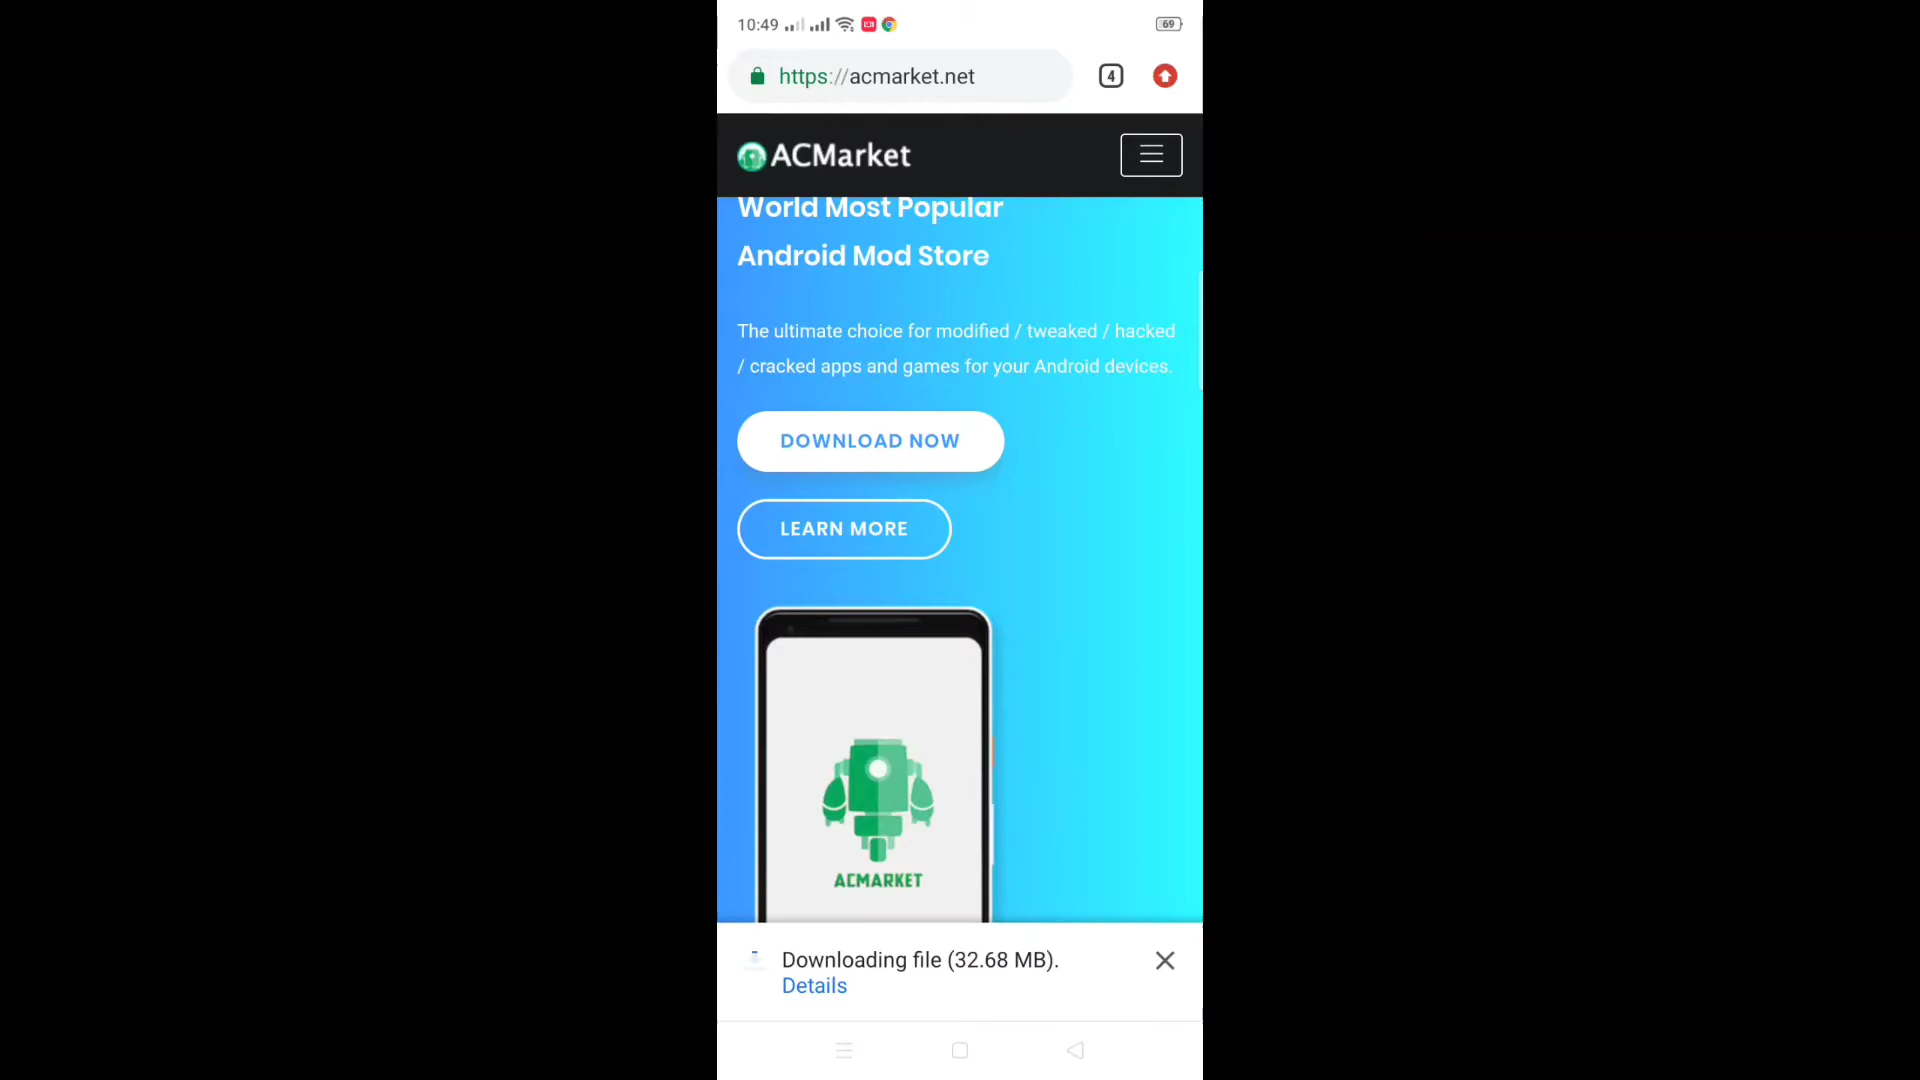 10:49
69
https://acmarket.net
4
ACMarket
World Most Popular
Android Mod Store
The ultimate choice for modified / tweaked / hacked
/ cracked apps and games for your Android devices.
DOWNLOAD NOW
LEARN MORE
ACMARKET
Downloading file (32.68 MB).
Details